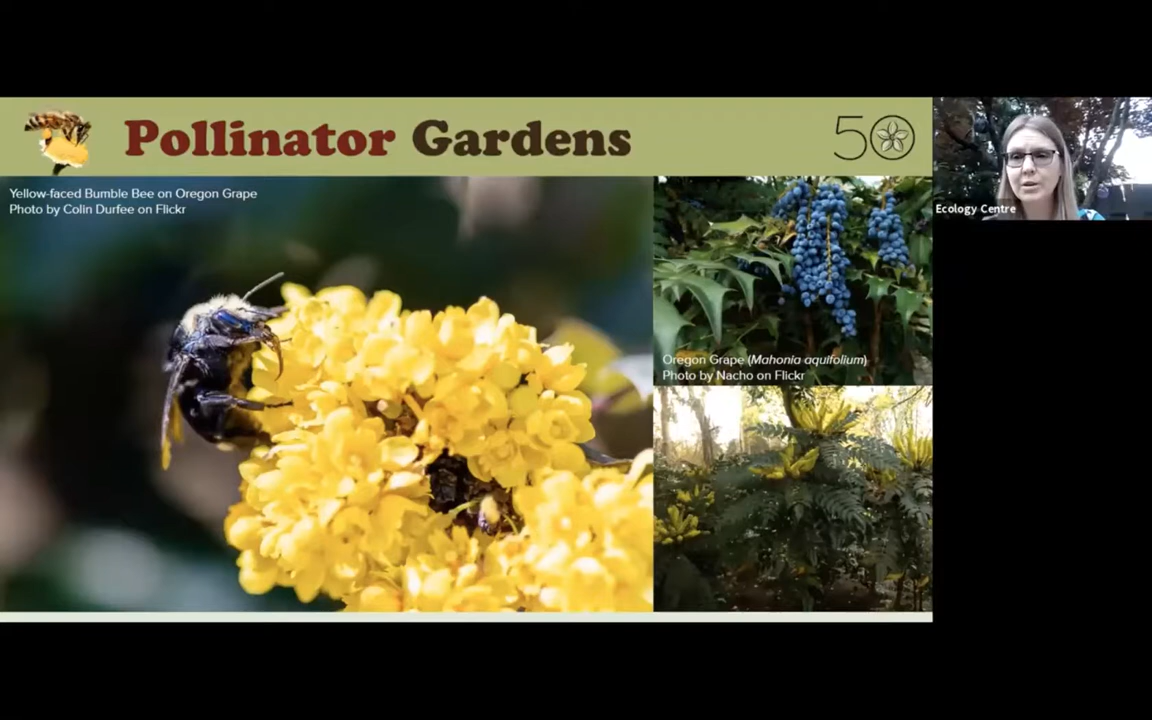 Pollinator Gardens
50
Yellow-faced Bumble Bee on Oregon Grape
Photo by Colin Durfee on Flickr
Ecology Centre
Oregon Grape (Mahonia aquifolium)
Photo by Nacho on Flickr